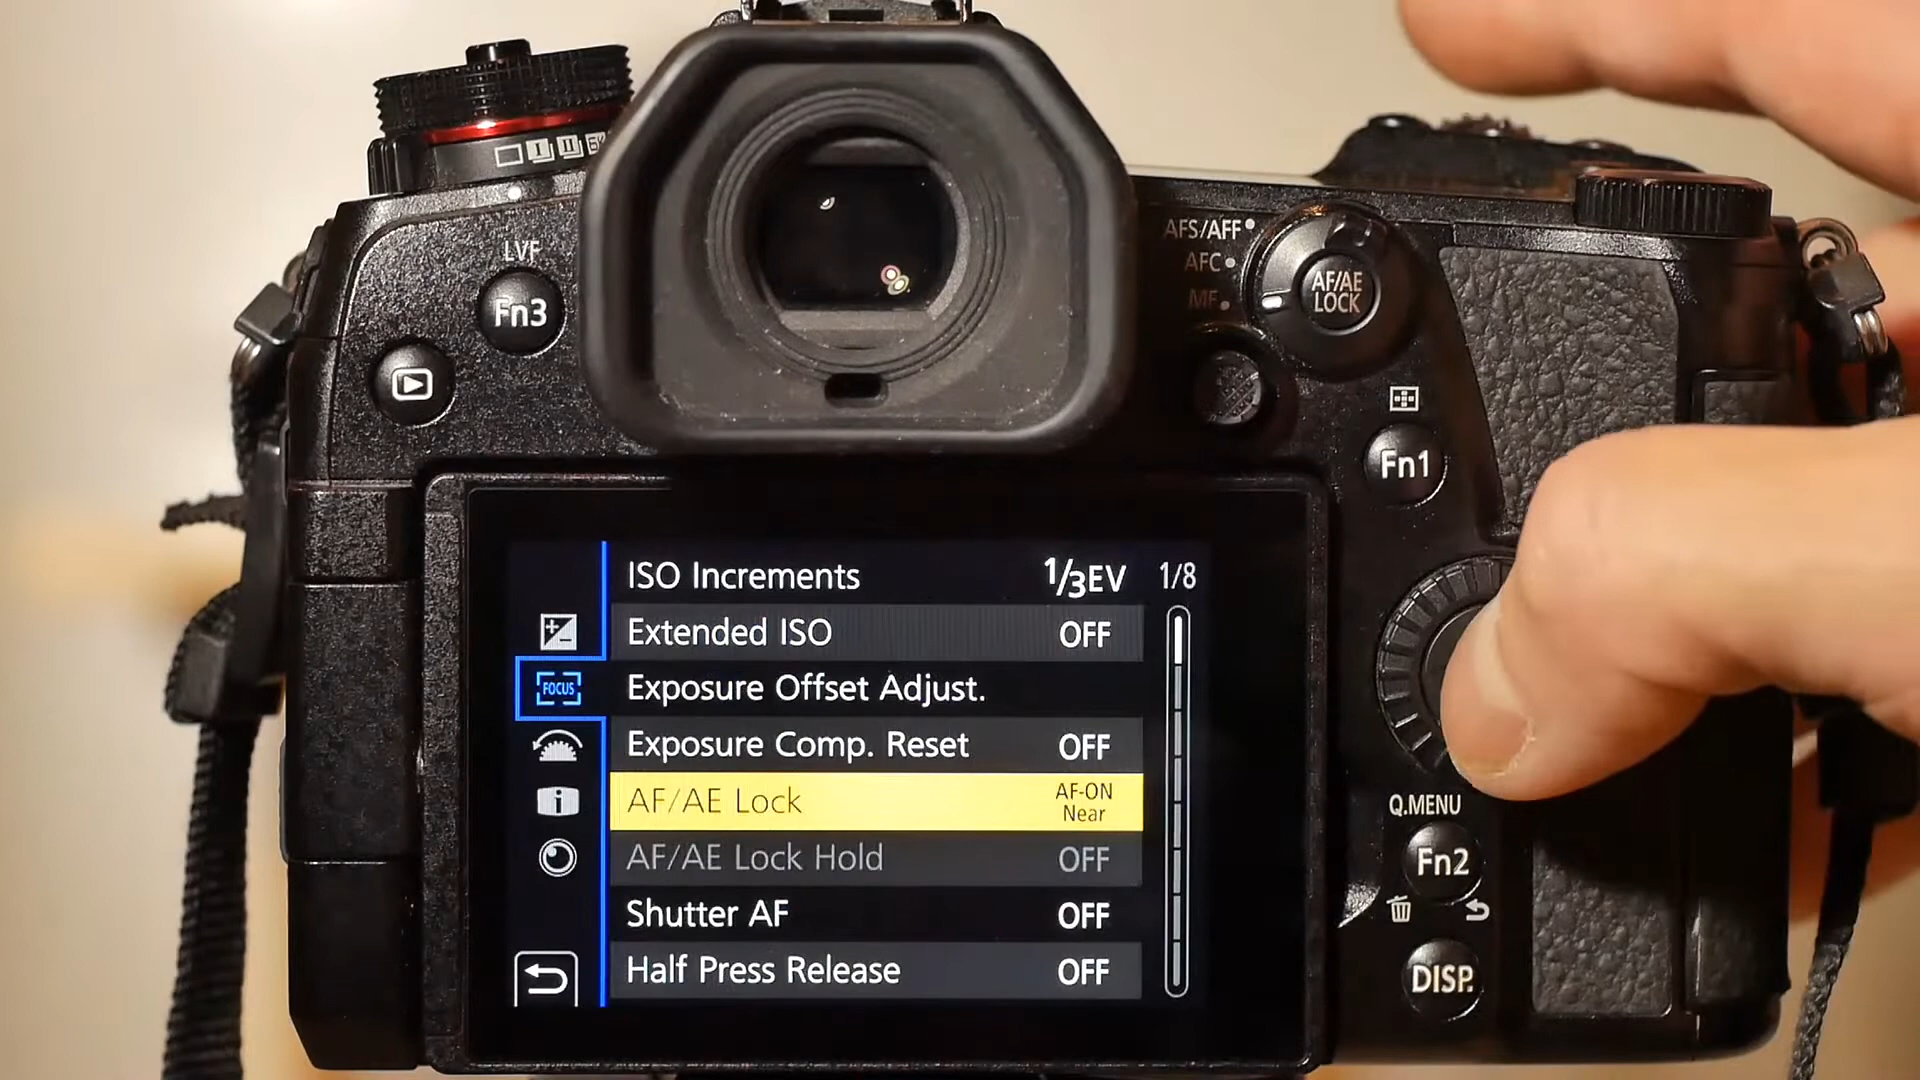 LVF
Fn3
AFS/AFF
AFC
MF
AF/AE
LOCK
Fn1
ISO Increments 1/3EV 1/8
Extended ISO OFF
FOCUS
Exposure Offset Adjust.
Exposure Comp. Reset OFF
AF/AE Lock AF-ON Near
AF/AE Lock Hold OFF
Shutter AF OFF
Half Press Release OFF
Q.MENU
Fn2
DISP.